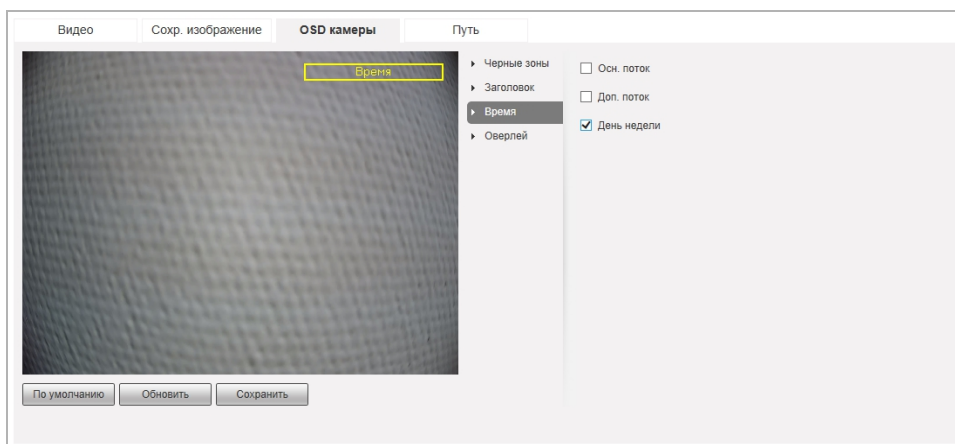 Видео Сохр. изображение OSD камеры Путь
Время
Черные зоны
Заголовок
Время
Оверлей
Осн. поток
Доп. поток
День недели
По умолчанию Обновить Сохранить